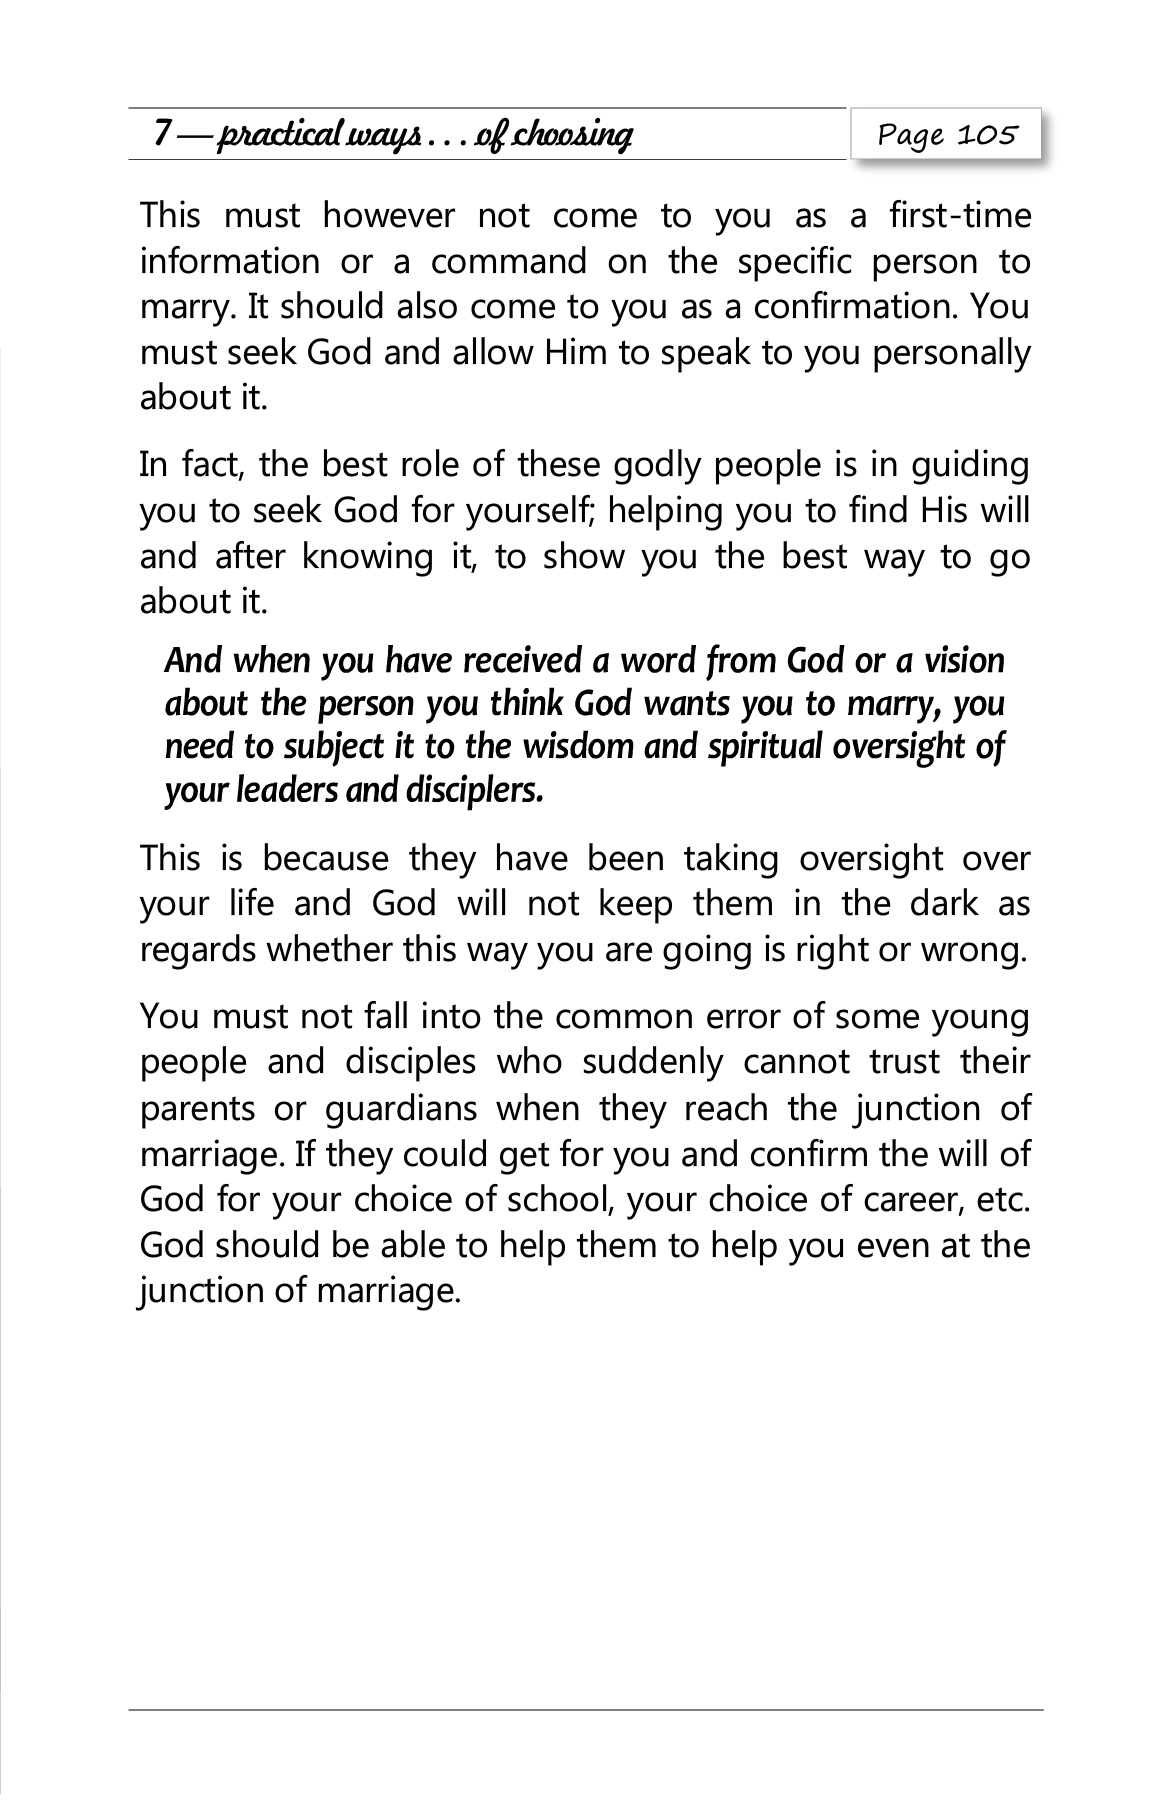 7 — practical ways . . . of choosing
Page 105
This must however not come to you as a first-time
information or a command on the specific person to
marry. It should also come to you as a confirmation. You
must seek God and allow Him to speak to you personally
about it.
In fact, the best role of these godly people is in guiding
you to seek God for yourself; helping you to find His will
and after knowing it, to show you the best way to go
about it.
And when you have received a word from God or a vision
about the person you think God wants you to marry, you
need to subject it to the wisdom and spiritual oversight of
your leaders and disciplers.
This is because they have been taking oversight over
your life and God will not keep them in the dark as
regards whether this way you are going is right or wrong.
You must not fall into the common error of some young
people and disciples who suddenly cannot trust their
parents or guardians when they reach the junction of
marriage. If they could get for you and confirm the will of
God for your choice of school, your choice of career, etc.
God should be able to help them to help you even at the
junction of marriage.